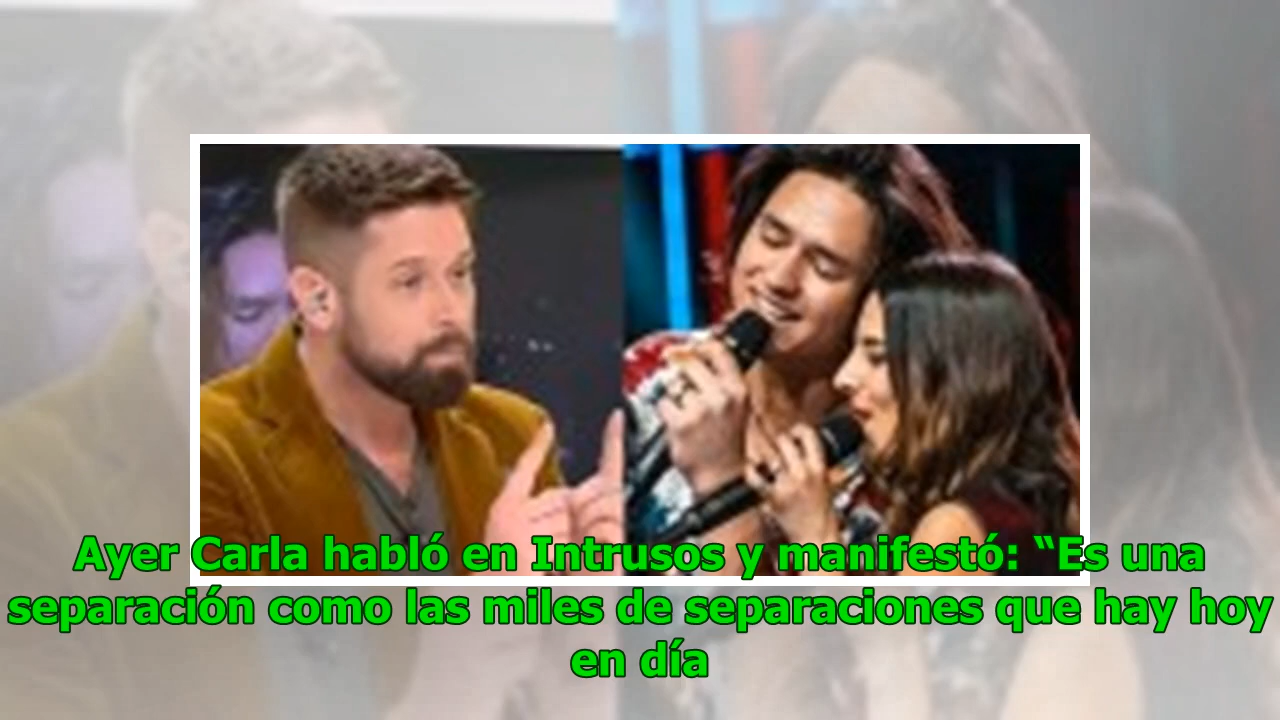 Ayer Carla habló en Intrusos y manifestó: “Es una
separación como las miles de separaciones que hay hoy
en día